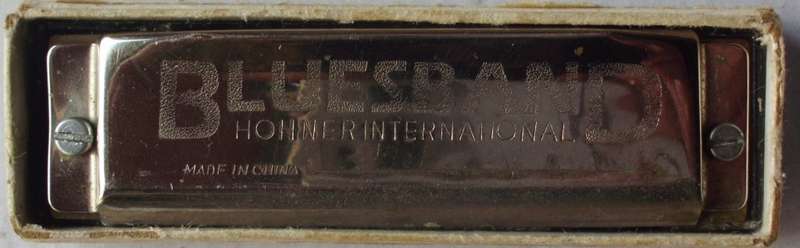 BLUESBAND
HOHNER INTERNATIONAL
MADE IN CHINA